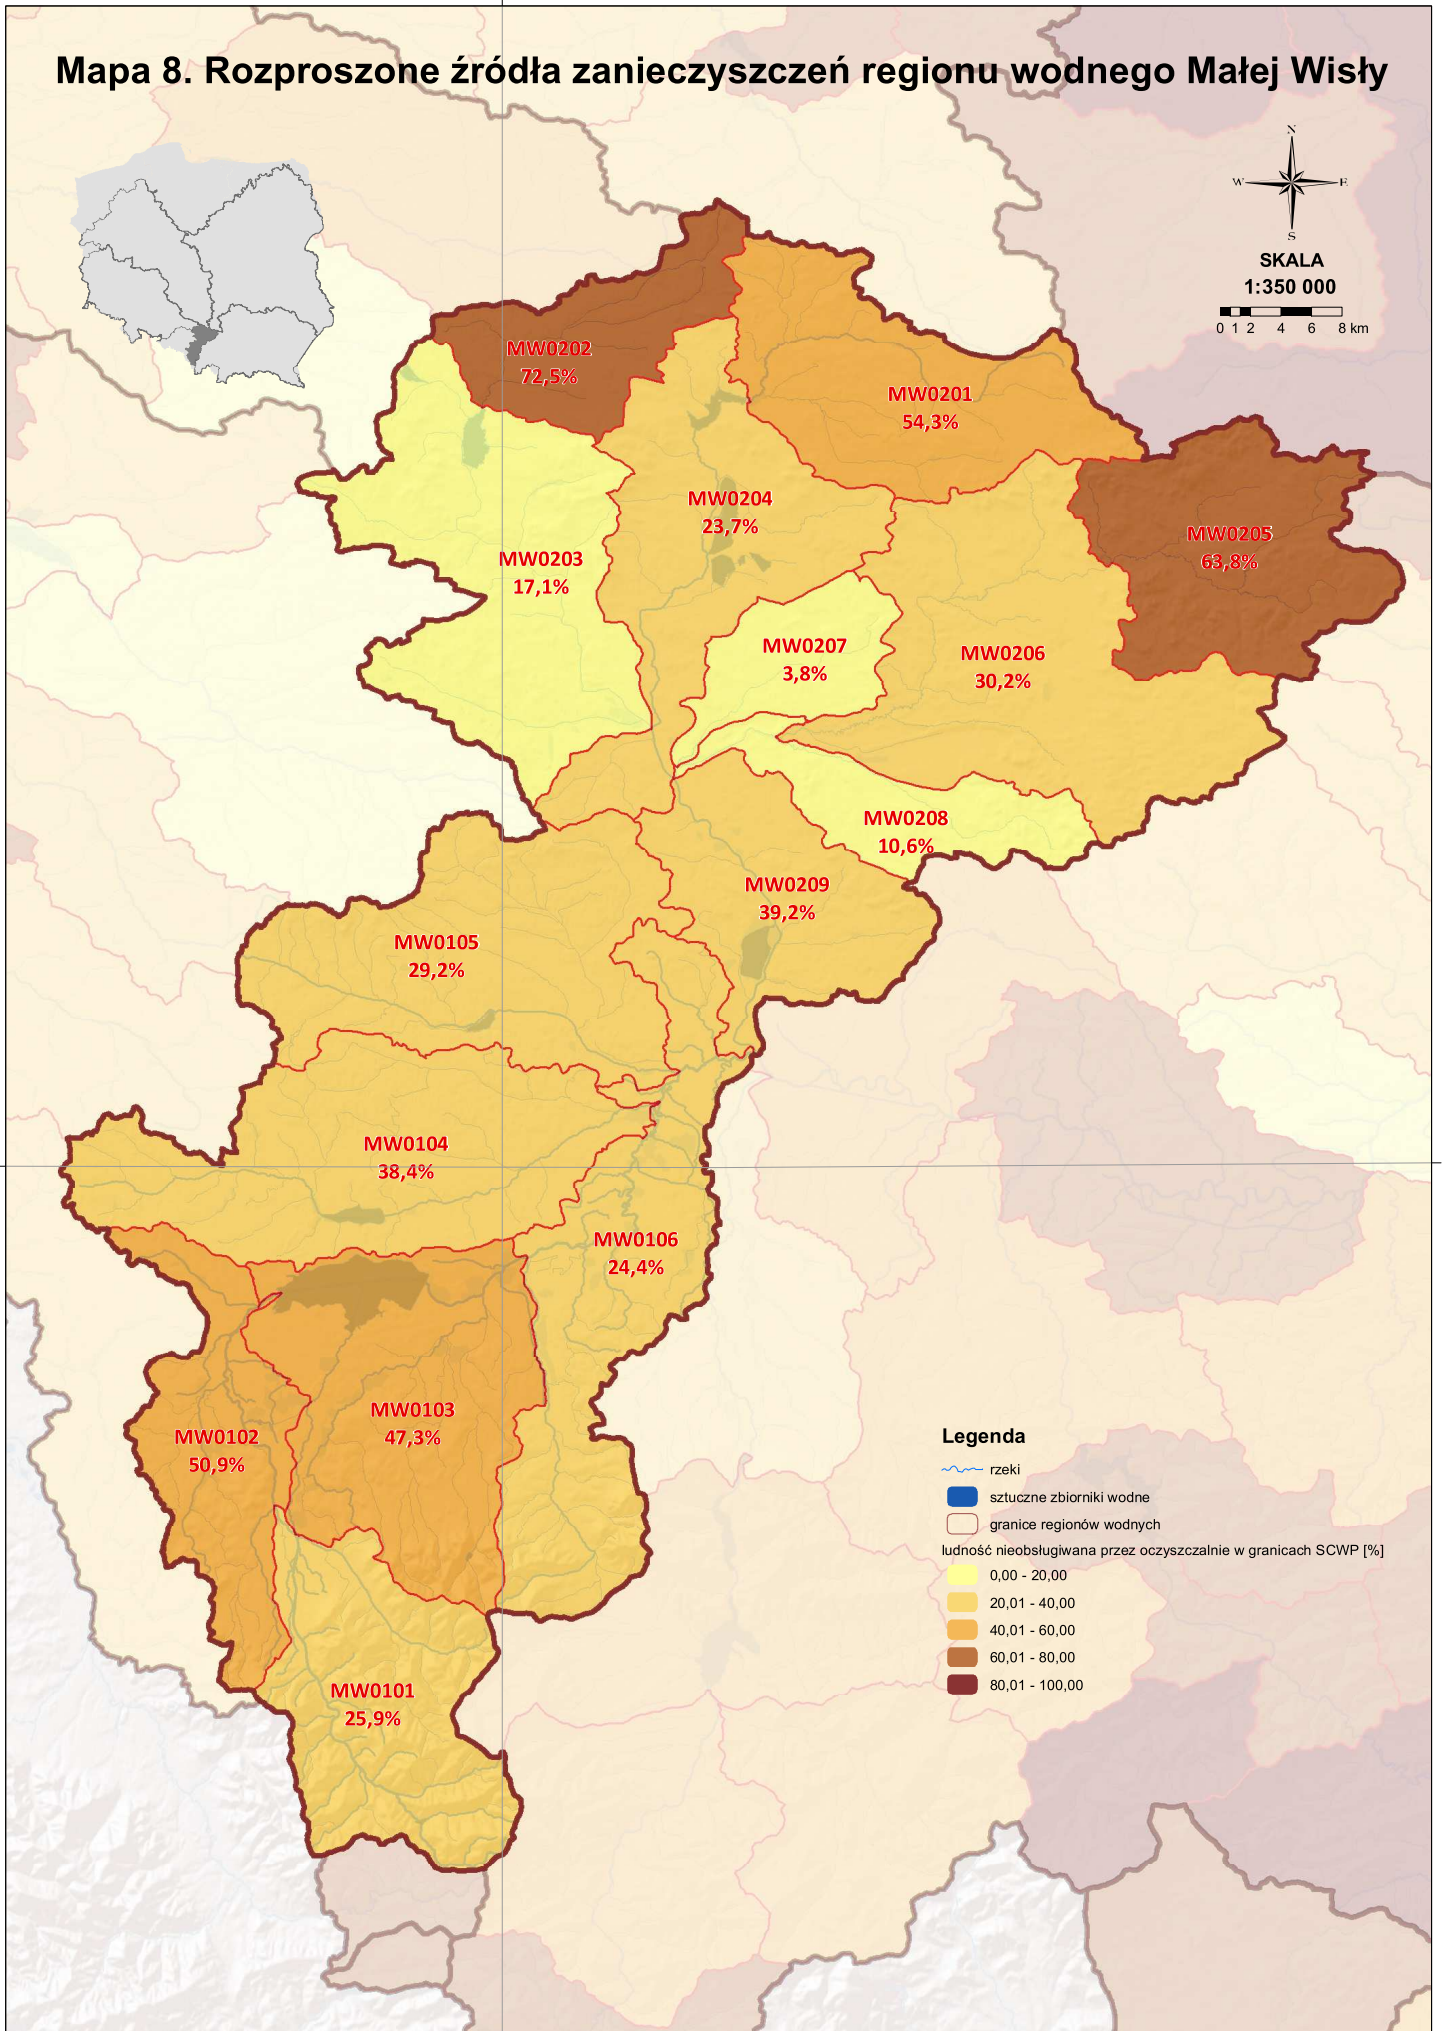 Mapa 8. Rozproszone źródła zanieczyszczeń regionu wodnego Małej Wisły
N
W
E
S
SKALA
1:350 000
0 1 2 4 6 8 km
MW0202
72,5%
MW0201
54,3%
MW0204
23,7%
MW0205
63,8%
MW0203
17,1%
MW0207
3,8%
MW0206
30,2%
MW0208
10,6%
MW0209
39,2%
MW0105
29,2%
MW0104
38,4%
MW0106
24,4%
MW0103
47,3%
MW0102
50,9%
MW0101
25,9%
Legenda
rzeki
sztuczne zbiorniki wodne
granice regionów wodnych
ludność nieobsługiwana przez oczyszczalnie w granicach SCWP [%]
0,00 - 20,00
20,01 - 40,00
40,01 - 60,00
60,01 - 80,00
80,01 - 100,00